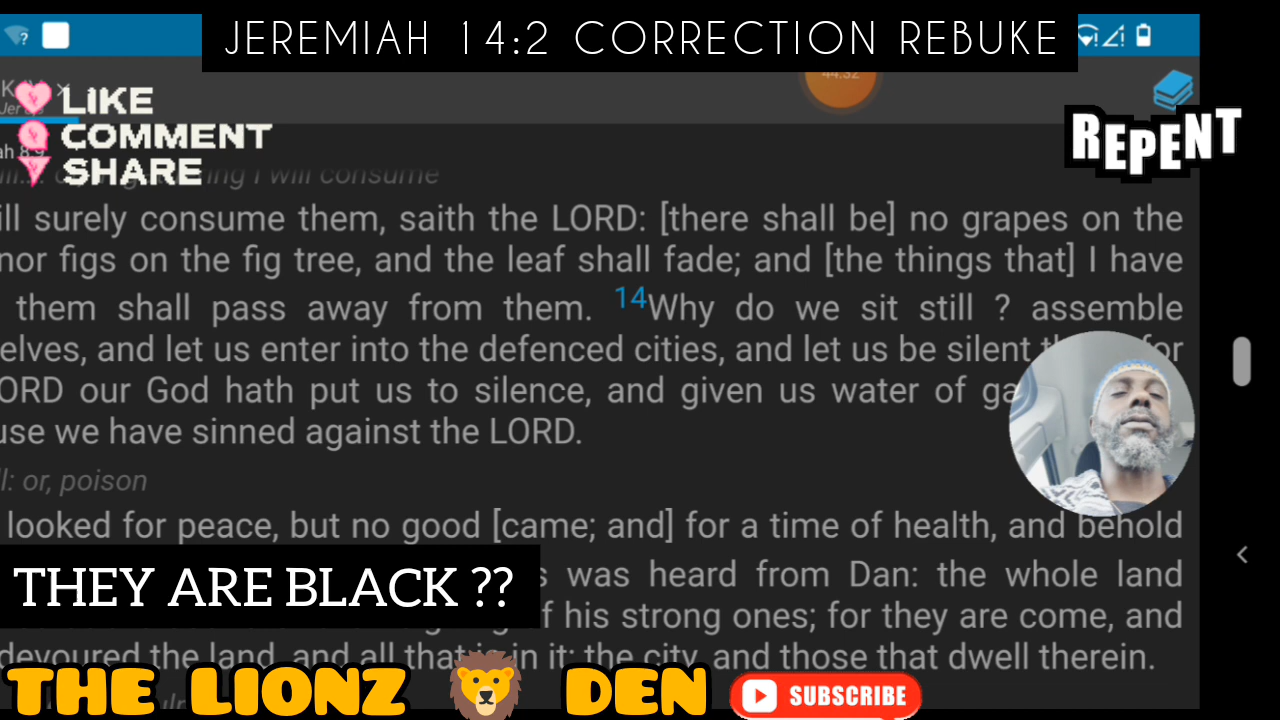 JEREMIAH 14:2 CORRECTION REBUKE
44:32
LIKE
COMMENT
SHARE
REPENT
ing I will consume
ill surely consume them, saith the LORD: [there shall be] no grapes on the
nor figs on the fig tree, and the leaf shall fade; and [the things that] I have
them shall pass away from them. 14Why do we sit still ? assemble
elves, and let us enter into the defenced cities, and let us be silent for
ORD our God hath put us to silence, and given us water of ga
use we have sinned against the LORD.
l: or, poison
looked for peace, but no good [came; and] for a time of health, and behold
s was heard from Dan: the whole land
THEY ARE BLACK ??
f his strong ones; for they are come, and
devoured the land, and all that is in it; the city, and those that dwell therein.
THE LIONZ DEN
SUBSCRIBE